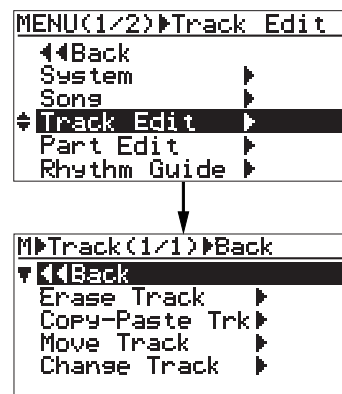 MENU(1/2)▶Track Edit
◀◀Back
System ▶
Song ▶
Track Edit ▶
Part Edit ▶
Rhythm Guide ▶
M▶Track(1/1)▶Back
◀◀Back
Erase Track ▶
Copy-Paste Trk▶
Move Track ▶
Change Track ▶